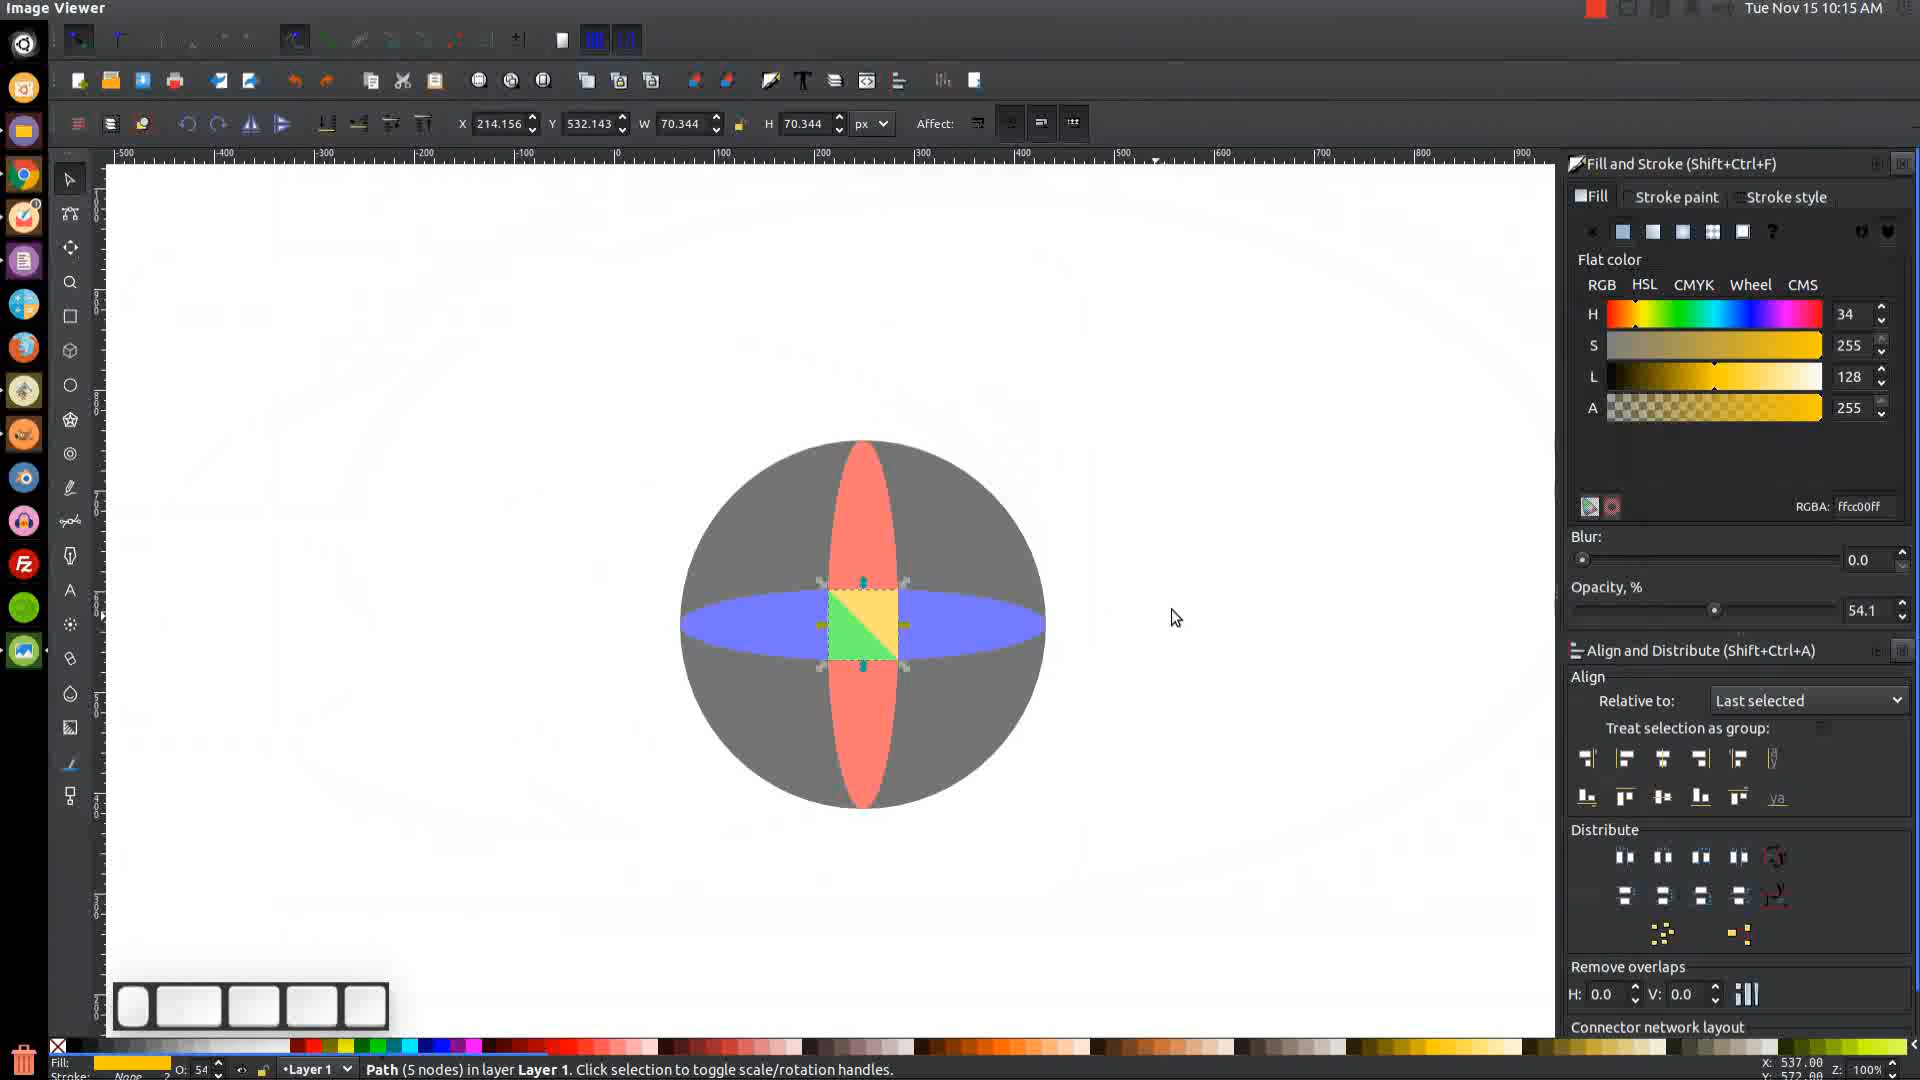 Image Viewer
Tue Nov 15 10:15 AM
X 214.156 Y 532.143 W 70.344 H 70.344 px Affect:
-500 -400 -300 -200 -100 0 100 200 300 400 500 600 700 800 900
Fill and Stroke (Shift+Ctrl+F)
Fill Stroke paint Stroke style
?
Flat color
RGB HSL CMYK Wheel CMS
H 34
S 255
L 128
A 255
RGBA: ffcc00ff
Blur:
0.0
Opacity, %
54.1
Align and Distribute (Shift+Ctrl+A)
Align
Relative to: Last selected
Treat selection as group:
Distribute
Remove overlaps
H: 0.0 V: 0.0
Connector network layout
Fill: O: 54 •Layer 1 Path (5 nodes) in layer Layer 1. Click selection to toggle scale/rotation handles. X: 537.00 Z: 100%
Stroke: None Y: 572.00